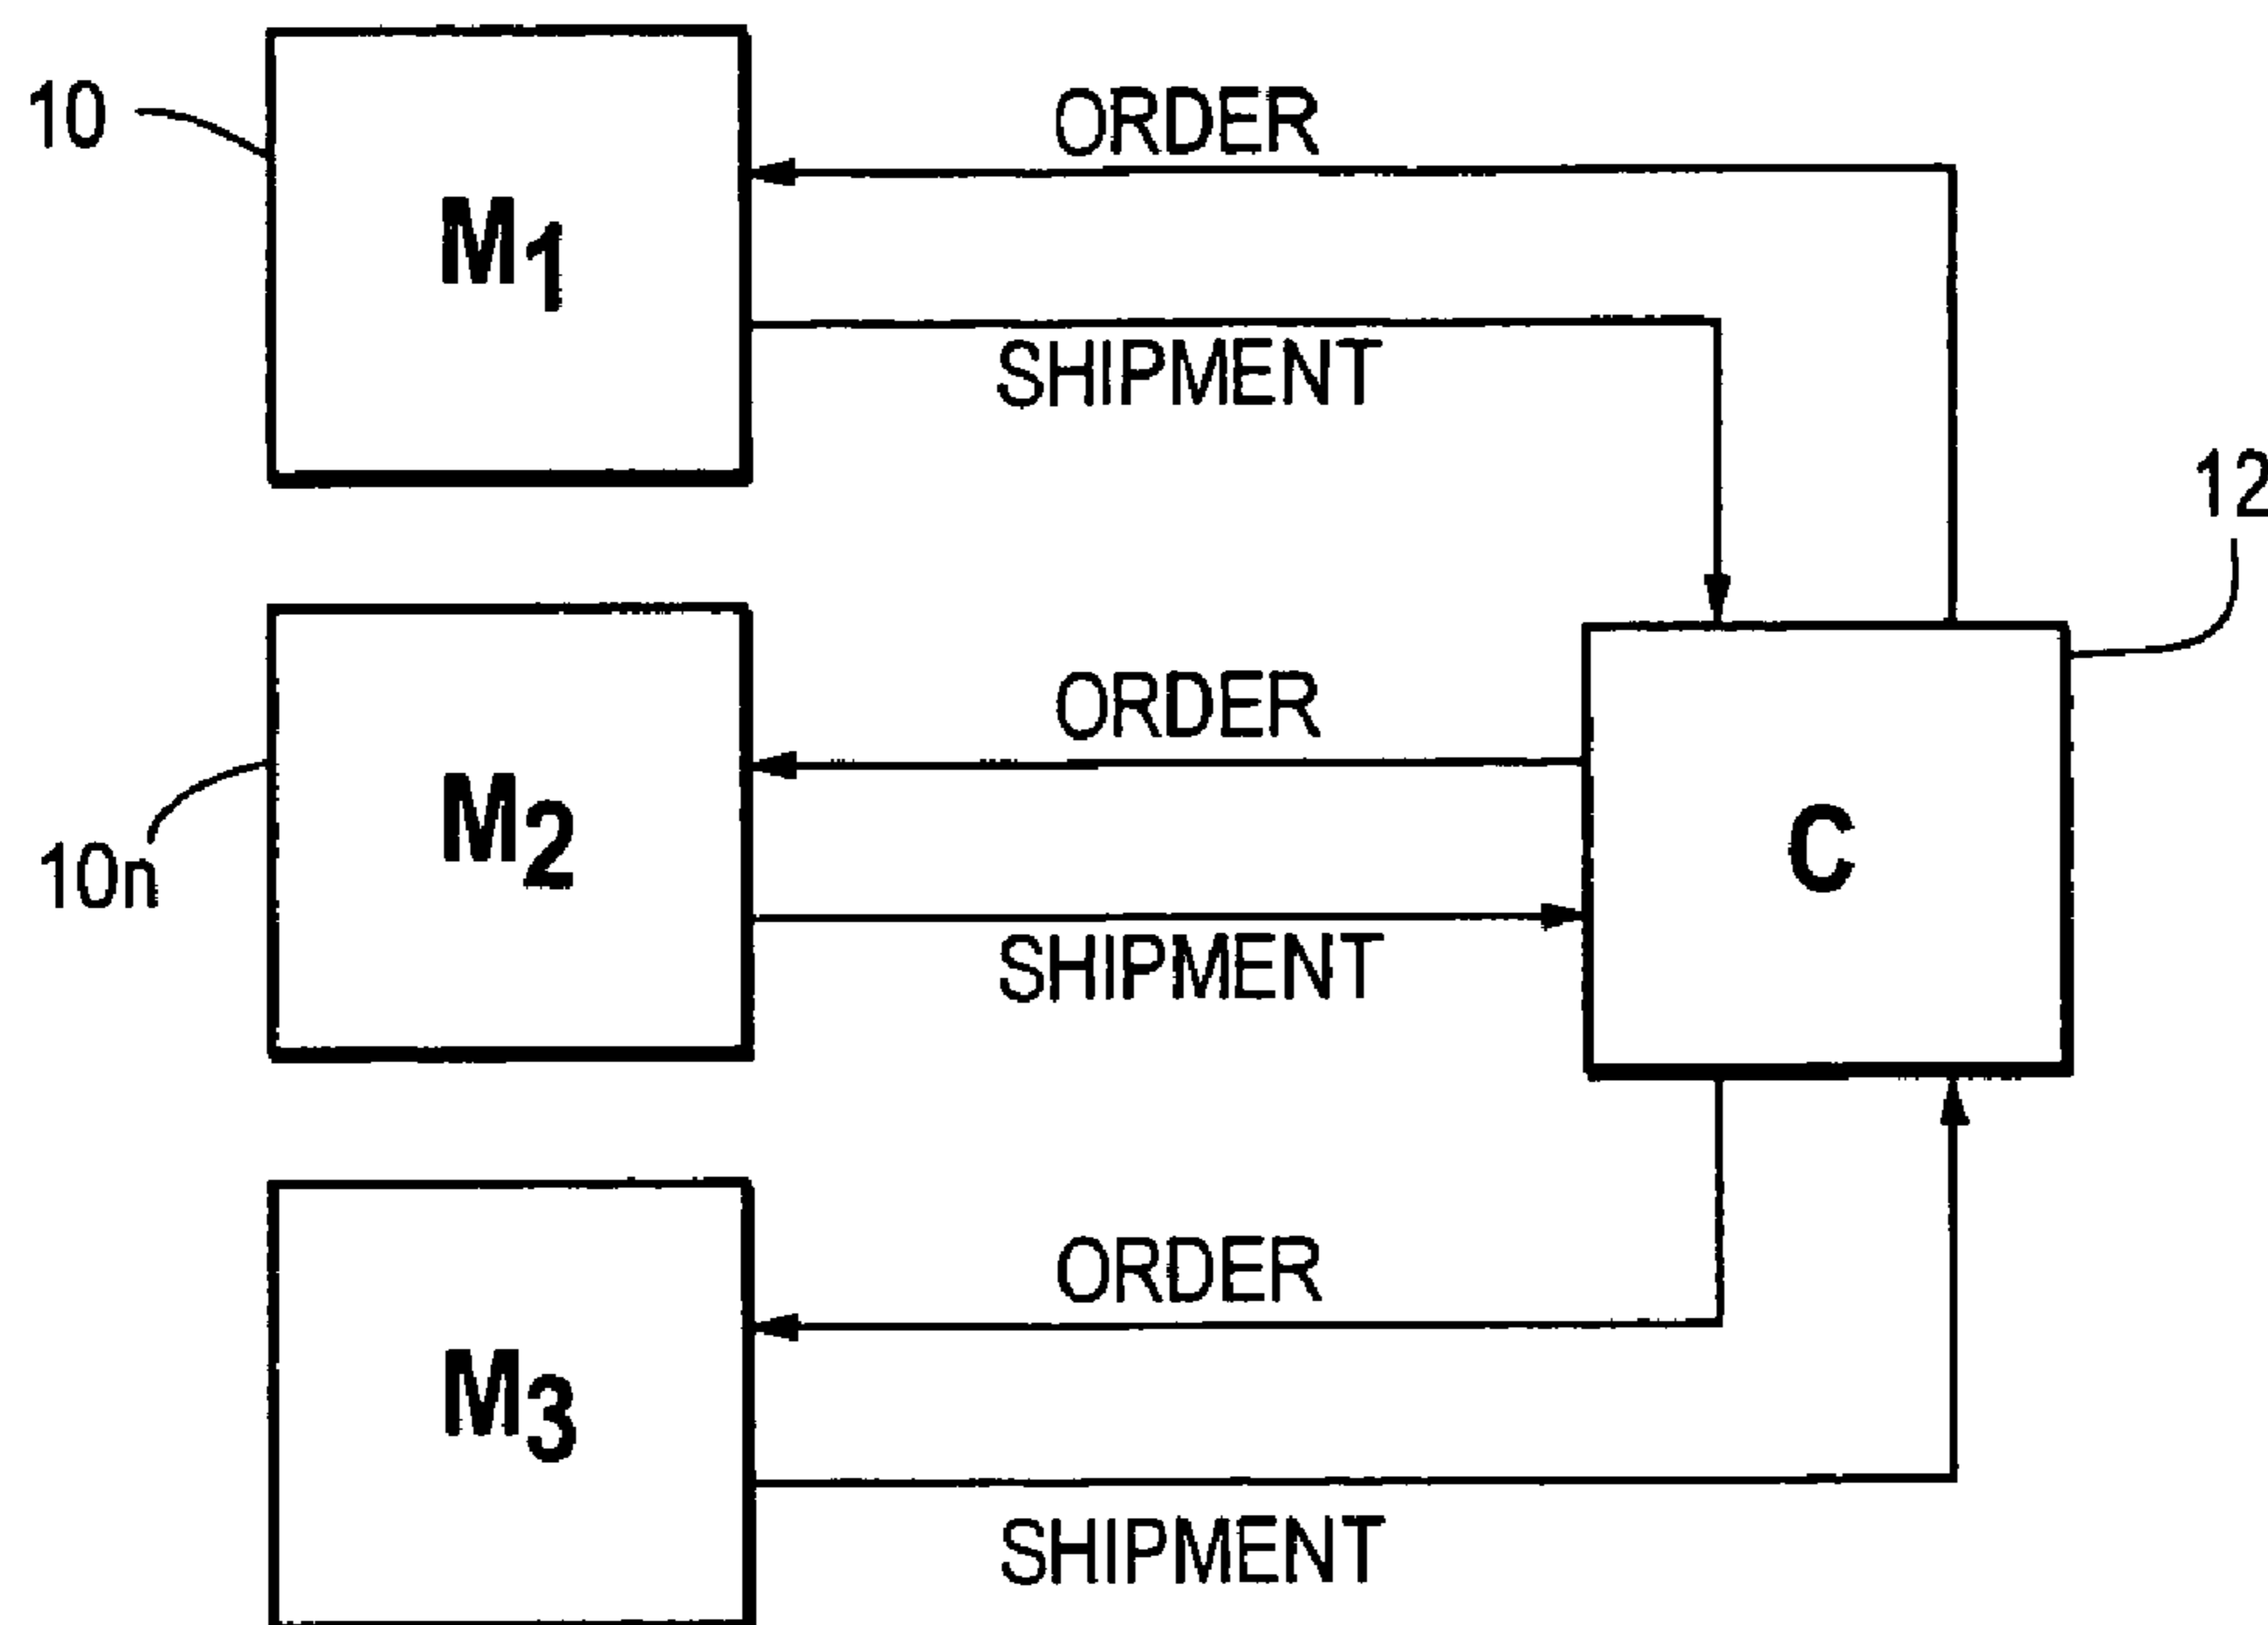 10
ORDER
M1
SHIPMENT
12
ORDER
M2
C
10n
SHIPMENT
ORDER
M3
SHIPMENT